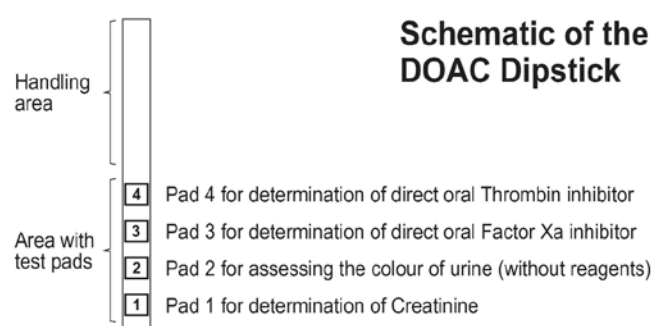 Schematic of the
DOAC Dipstick
Handling
area
4 Pad 4 for determination of direct oral Thrombin inhibitor
3 Pad 3 for determination of direct oral Factor Xa inhibitor
Area with
test pads
2 Pad 2 for assessing the colour of urine (without reagents)
1 Pad 1 for determination of Creatinine